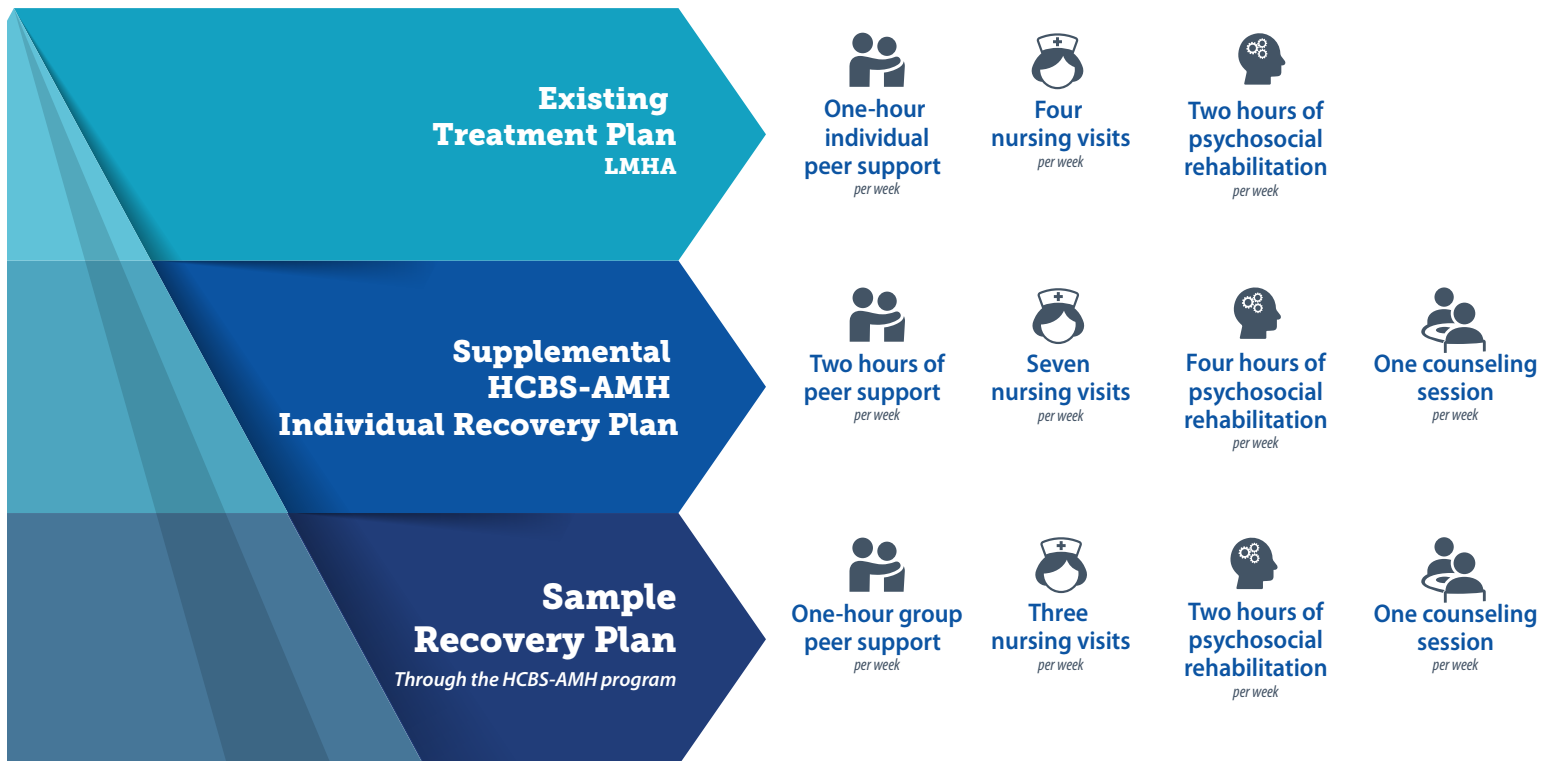 Existing
Treatment Plan
LMHA
One-hour
individual
peer support
per week
Four
nursing visits
per week
Two hours of
psychosocial
rehabilitation
per week
Supplemental
HCBS-AMH
Individual Recovery Plan
Two hours of
peer support
per week
Seven
nursing visits
per week
Four hours of
psychosocial
rehabilitation
per week
One counseling
session
per week
Sample
Recovery Plan
Through the HCBS-AMH program
One-hour group
peer support
per week
Three
nursing visits
per week
Two hours of
psychosocial
rehabilitation
per week
One counseling
session
per week